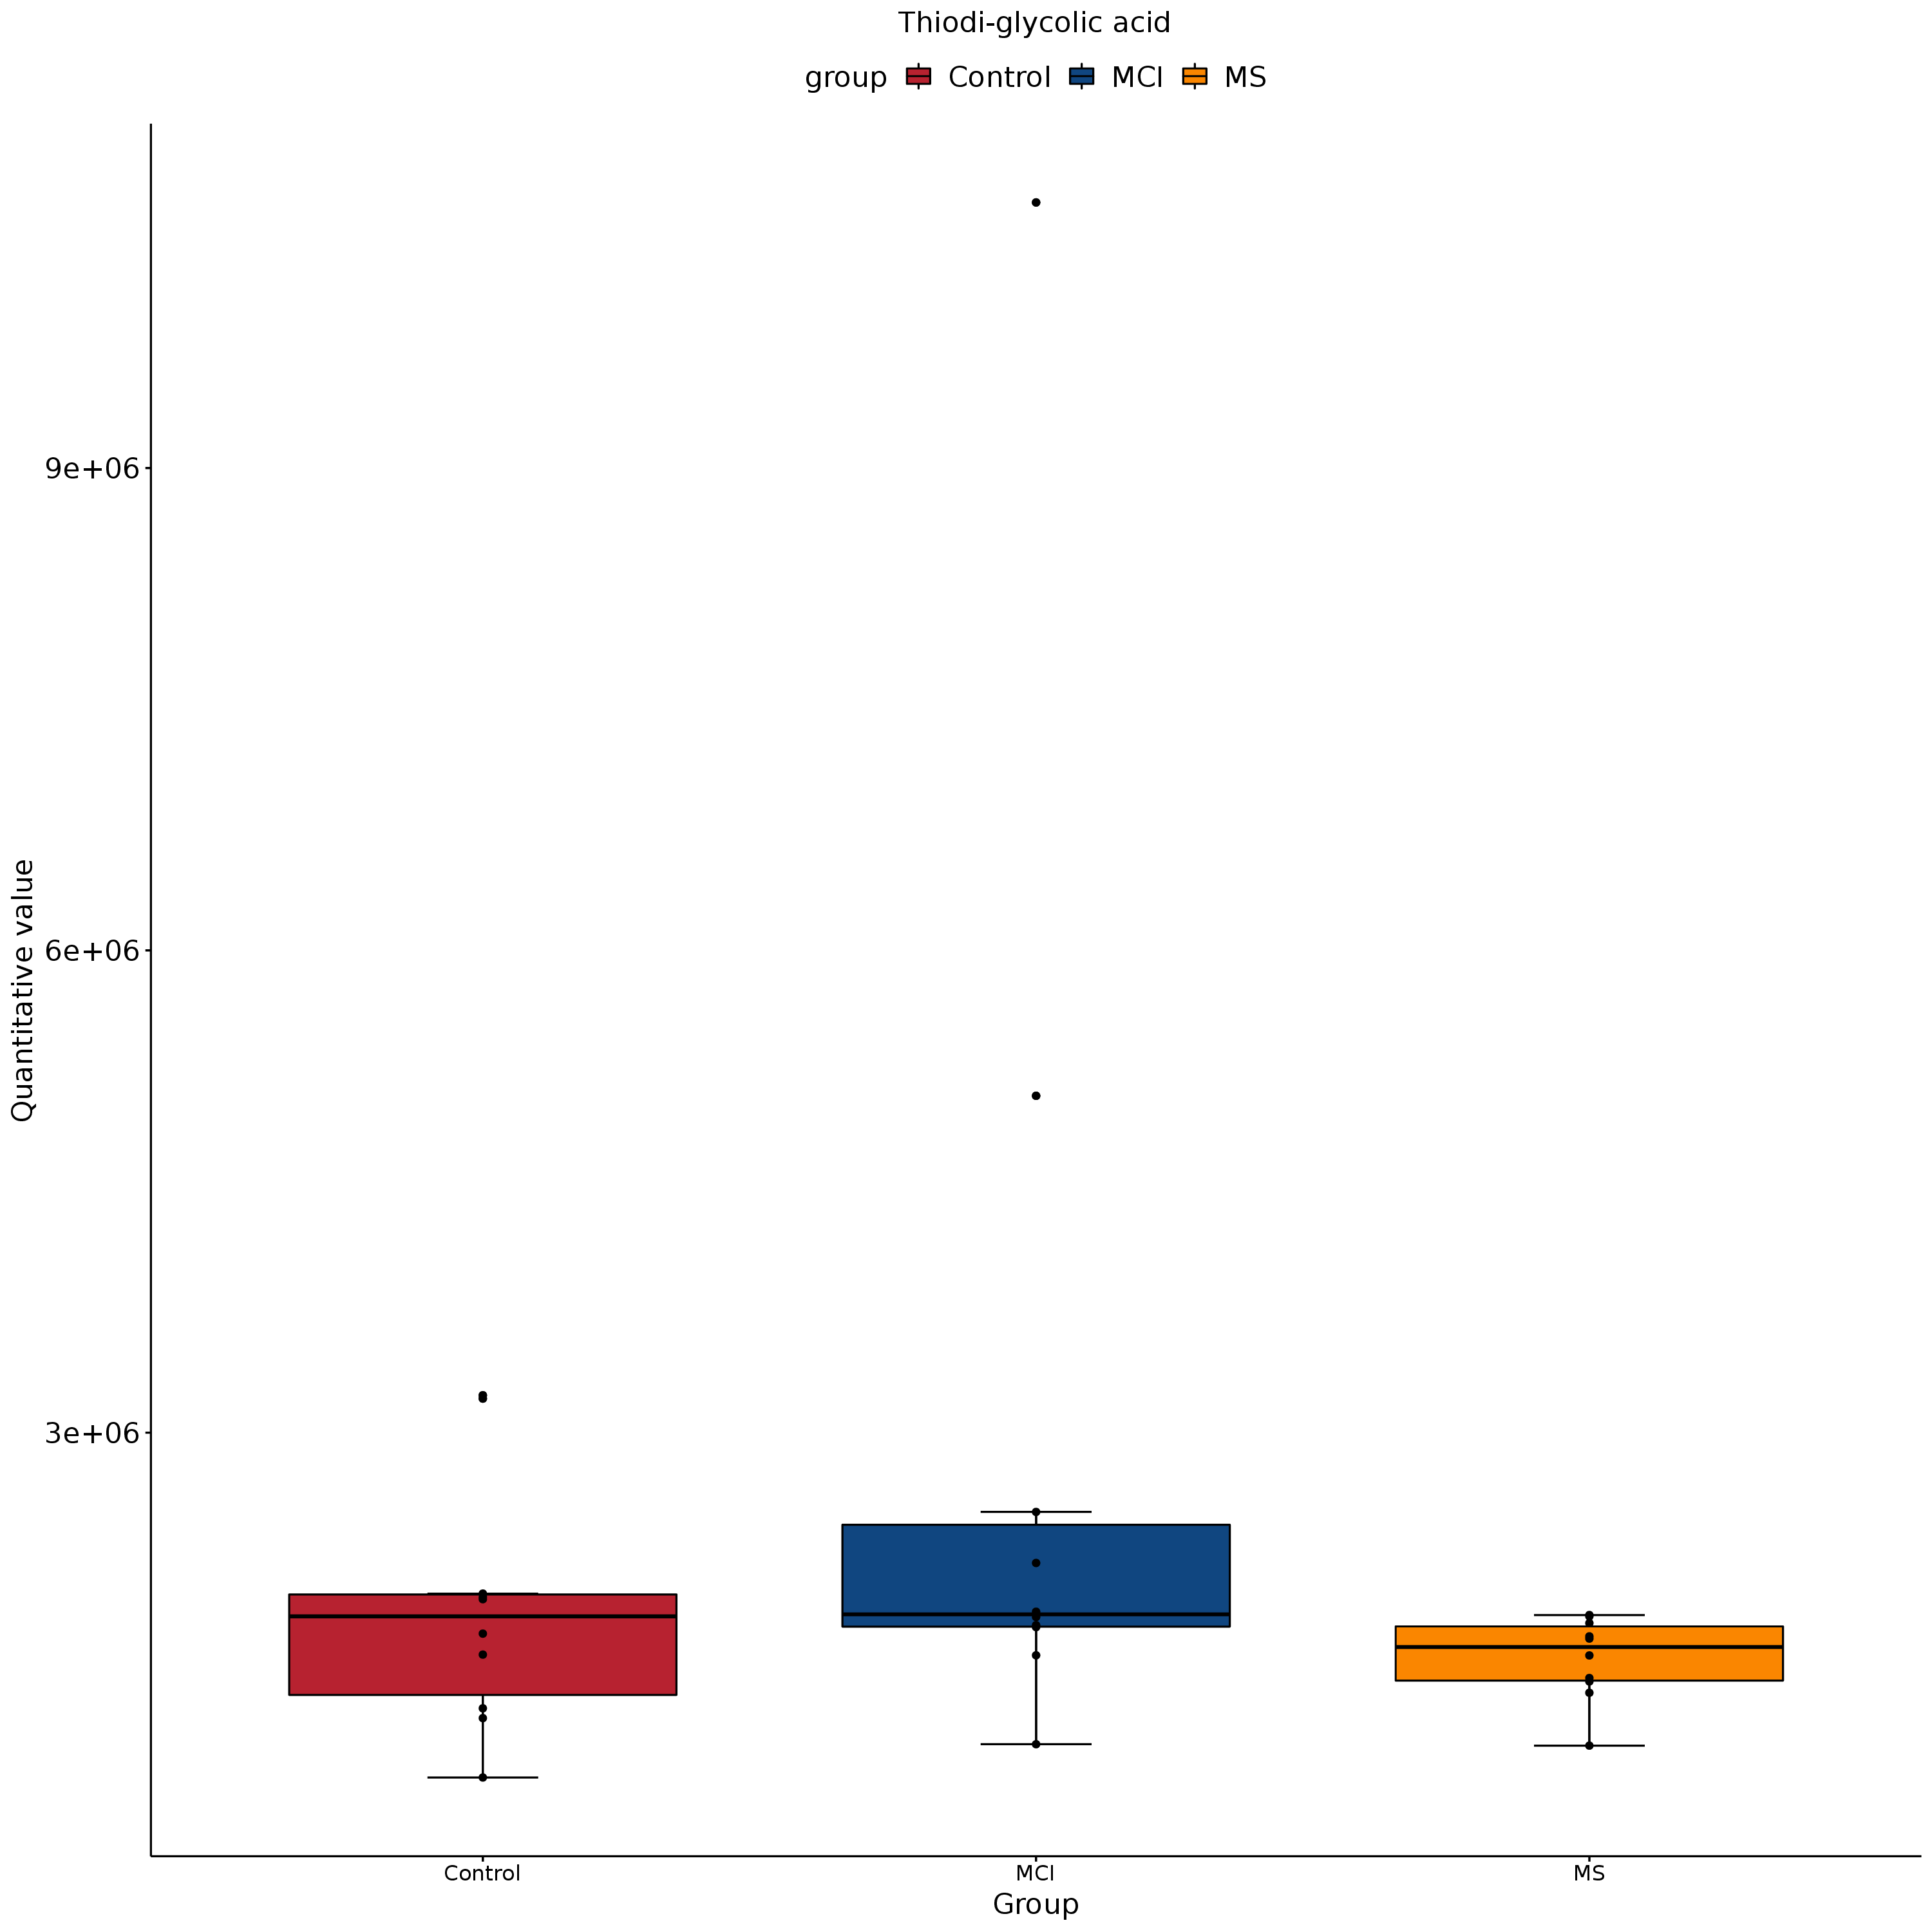 Thiodi-glycolic acid
group Control MCI MS
Quantitative value
9e+06
6e+06
3e+06
Control MCI MS
Group